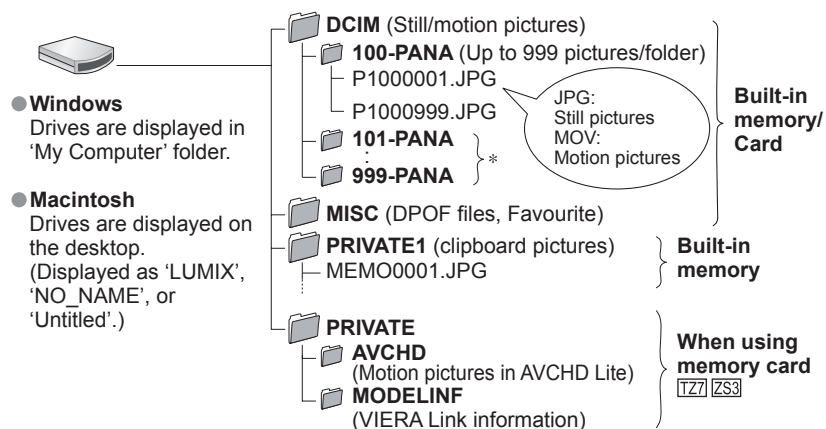 ● Windows
Drives are displayed in
‘My Computer’ folder.
● Macintosh
Drives are displayed on
the desktop.
(Displayed as ‘LUMIX’,
‘NO_NAME’, or
‘Untitled’.)
DCIM (Still/motion pictures)
100-PANA (Up to 999 pictures/folder)
P1000001.JPG
P1000999.JPG
JPG:
Still pictures
MOV:
Motion pictures
101-PANA
:
999-PANA
*
MISC (DPOF files, Favourite)
Built-in
memory/
Card
PRIVATE1 (clipboard pictures)
MEMO0001.JPG
Built-in
memory
PRIVATE
AVCHD
(Motion pictures in AVCHD Lite)
MODELINF
(VIERA Link information)
When using
memory card
TZ7 ZS3